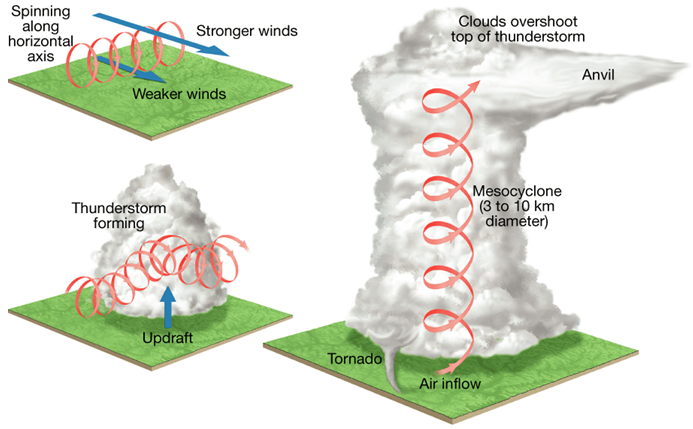 Spinning
along
horizontal
axis
Stronger winds
Weaker winds
Thunderstorm
forming
Updraft
Clouds overshoot
top of thunderstorm
Anvil
Mesocyclone
(3 to 10 km
diameter)
Tornado
Air inflow